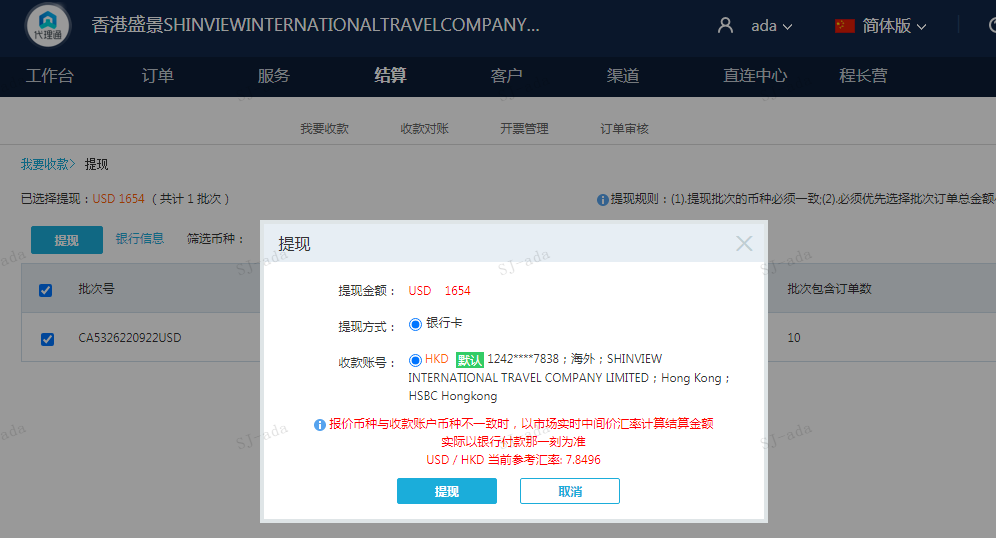 代理通
香港盛景SHINVIEWINTERNATIONALTRAVELCOMPANY...
ada
简体版
工作台 订单 服务 结算 客户 渠道 直连中心 程长营
我要收款 收款对账 开票管理 订单审核
我要收款> 提现
已选择提现：USD 1654 （ 共计 1 批次 ）
提现规则：(1).提现批次的币种必须一致;(2).必须优先选择批次订单总金额
提现 银行信息 筛选币种：
批次号 批次包含订单数
CA5326220922USD 10
提现
提现金额： USD 1654
提现方式： 银行卡
收款账号： HKD 默认 1242****7838；海外；SHINVIEW
INTERNATIONAL TRAVEL COMPANY LIMITED；Hong Kong；
HSBC Hongkong
报价币种与收款账户币种不一致时，以市场实时中间价汇率计算结算金额
实际以银行付款那一刻为准
USD / HKD 当前参考汇率: 7.8496
提现 取消
SJ-ada
SJ-ada
SJ-ada
SJ-ada
SJ-ada